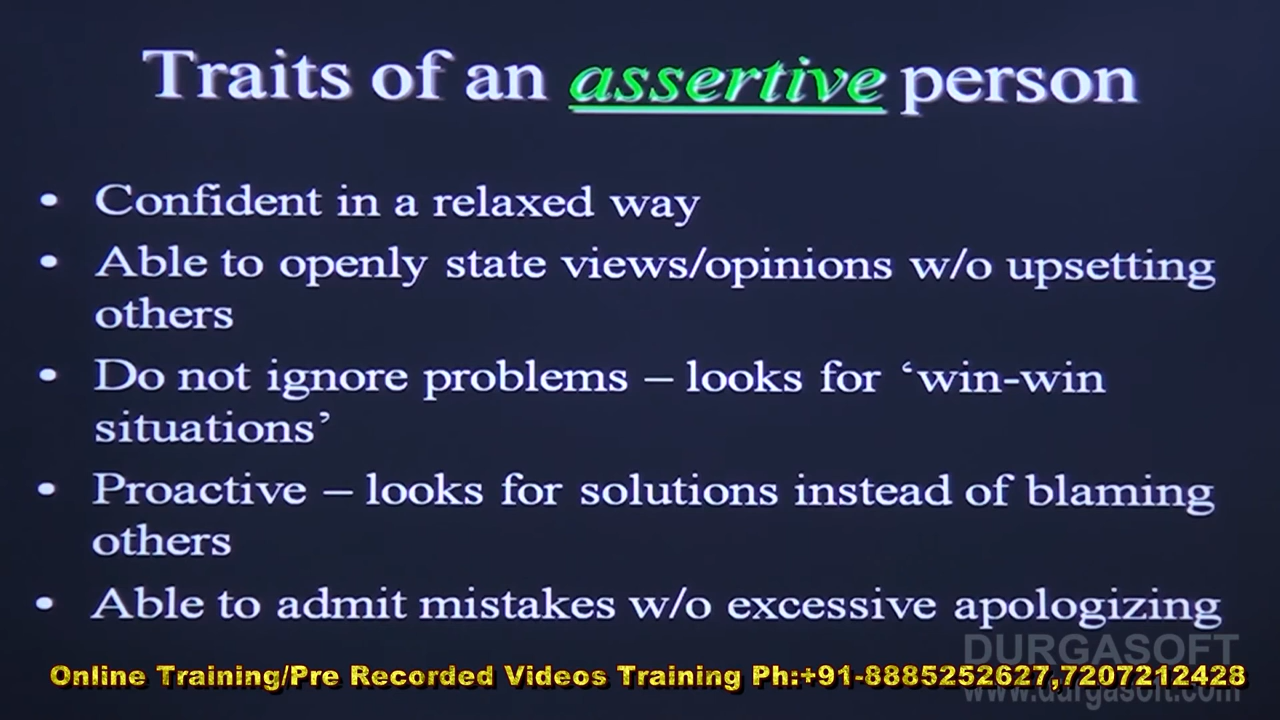 Traits of an assertive person
• Confident in a relaxed way
• Able to openly state views/opinions w/o upsetting
others
• Do not ignore problems – looks for ‘win-win
situations’
• Proactive – looks for solutions instead of blaming
others
• Able to admit mistakes w/o excessive apologizing
DURGASOFT
Online Training/Pre Recorded Videos Training Ph:+91-8885252627,7207212428
www.durgasoft.com